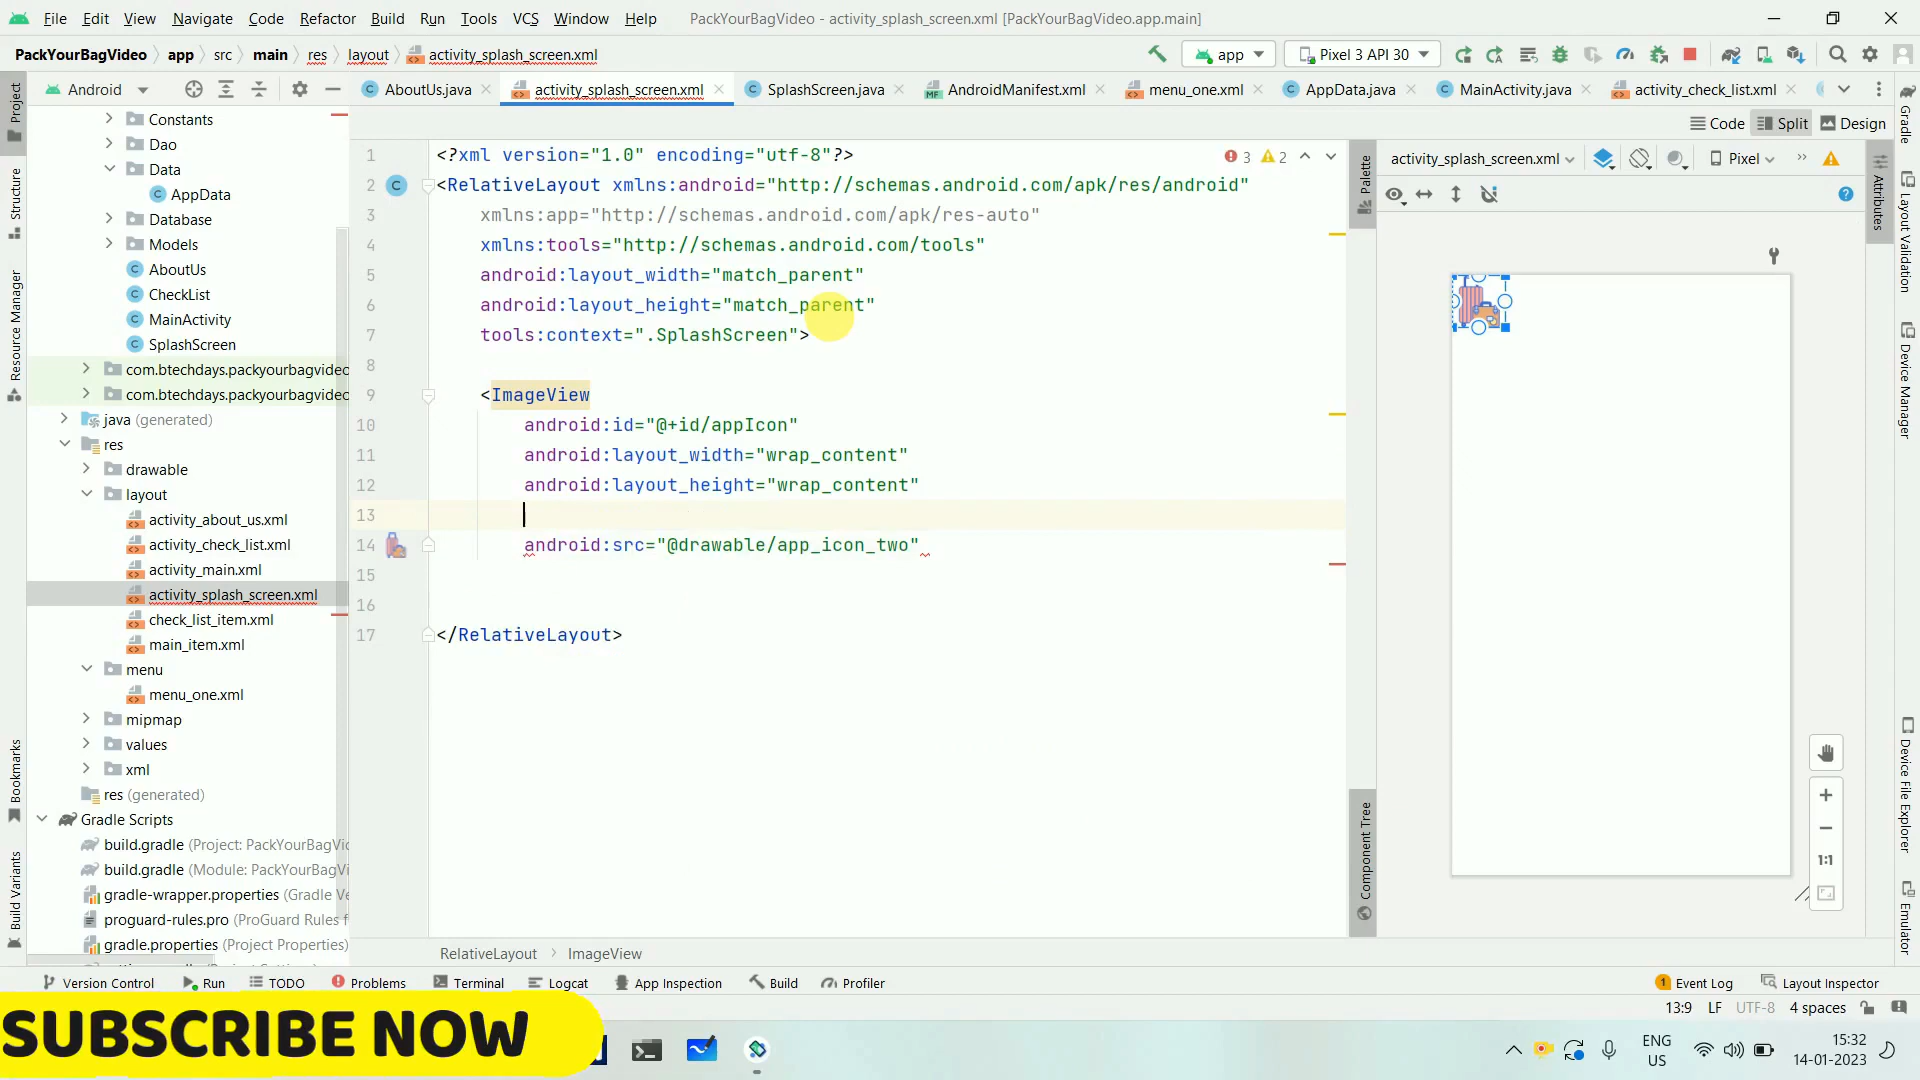 File Edit View Navigate Code Refactor Build Run Tools VCS Window Help PackYourBagVideo - activity_splash_screen.xml [PackYourBagVideo.app.main]
PackYourBagVideo app src main res layout activity_splash_screen.xml app Pixel 3 API 30
Android AboutUs.java activity_splash_screen.xml SplashScreen.java AndroidManifest.xml menu_one.xml AppData.java MainActivity.java activity_check_list.xml
Code Split Design
Project
Structure
Resource Manager
Bookmarks
Build Variants
Constants
Dao
Data
AppData
Database
Models
AboutUs
CheckList
MainActivity
SplashScreen
com.btechdays.packyourbagvideo
com.btechdays.packyourbagvideo
java (generated)
res
drawable
layout
activity_about_us.xml
activity_check_list.xml
activity_main.xml
activity_splash_screen.xml
check_list_item.xml
main_item.xml
menu
menu_one.xml
mipmap
values
xml
res (generated)
Gradle Scripts
build.gradle (Project: PackYourBagVi
build.gradle (Module: PackYourBagVi
gradle-wrapper.properties (Gradle Ve
proguard-rules.pro (ProGuard Rules f
gradle.properties (Project Properties)
3 2
1 <?xml version="1.0" encoding="utf-8"?>
2 <RelativeLayout xmlns:android="http://schemas.android.com/apk/res/android"
3 xmlns:app="http://schemas.android.com/apk/res-auto"
4 xmlns:tools="http://schemas.android.com/tools"
5 android:layout_width="match_parent"
6 android:layout_height="match_parent"
7 tools:context=".SplashScreen">
8
9 <ImageView
10 android:id="@+id/appIcon"
11 android:layout_width="wrap_content"
12 android:layout_height="wrap_content"
13
14 android:src="@drawable/app_icon_two"
15
16
17 </RelativeLayout>
RelativeLayout ImageView
Palette
Component Tree
activity_splash_screen.xml Pixel
1:1
Attributes
Gradle
Layout Validation
Device Manager
Device File Explorer
Emulator
Version Control Run TODO Problems Terminal Logcat App Inspection Build Profiler 1 Event Log Layout Inspector
13:9 LF UTF-8 4 spaces
SUBSCRIBE NOW
ENG
US
15:32
14-01-2023